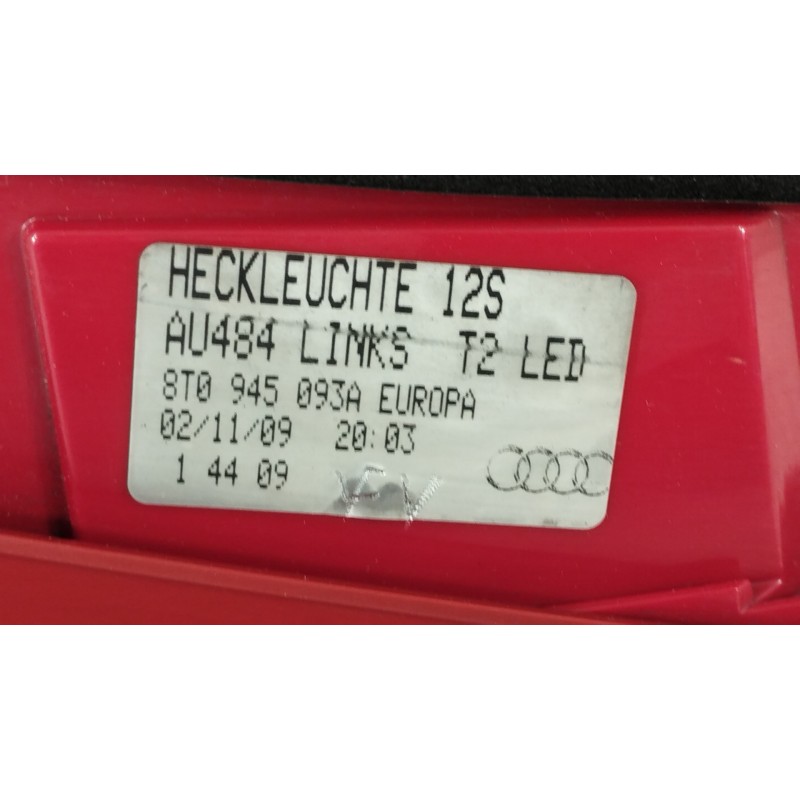 HECKLEUCHTE 12S
AU484 LINKS T2 LED
8T0 945 093A EUROPA
02/11/09 20:03
1 44 09